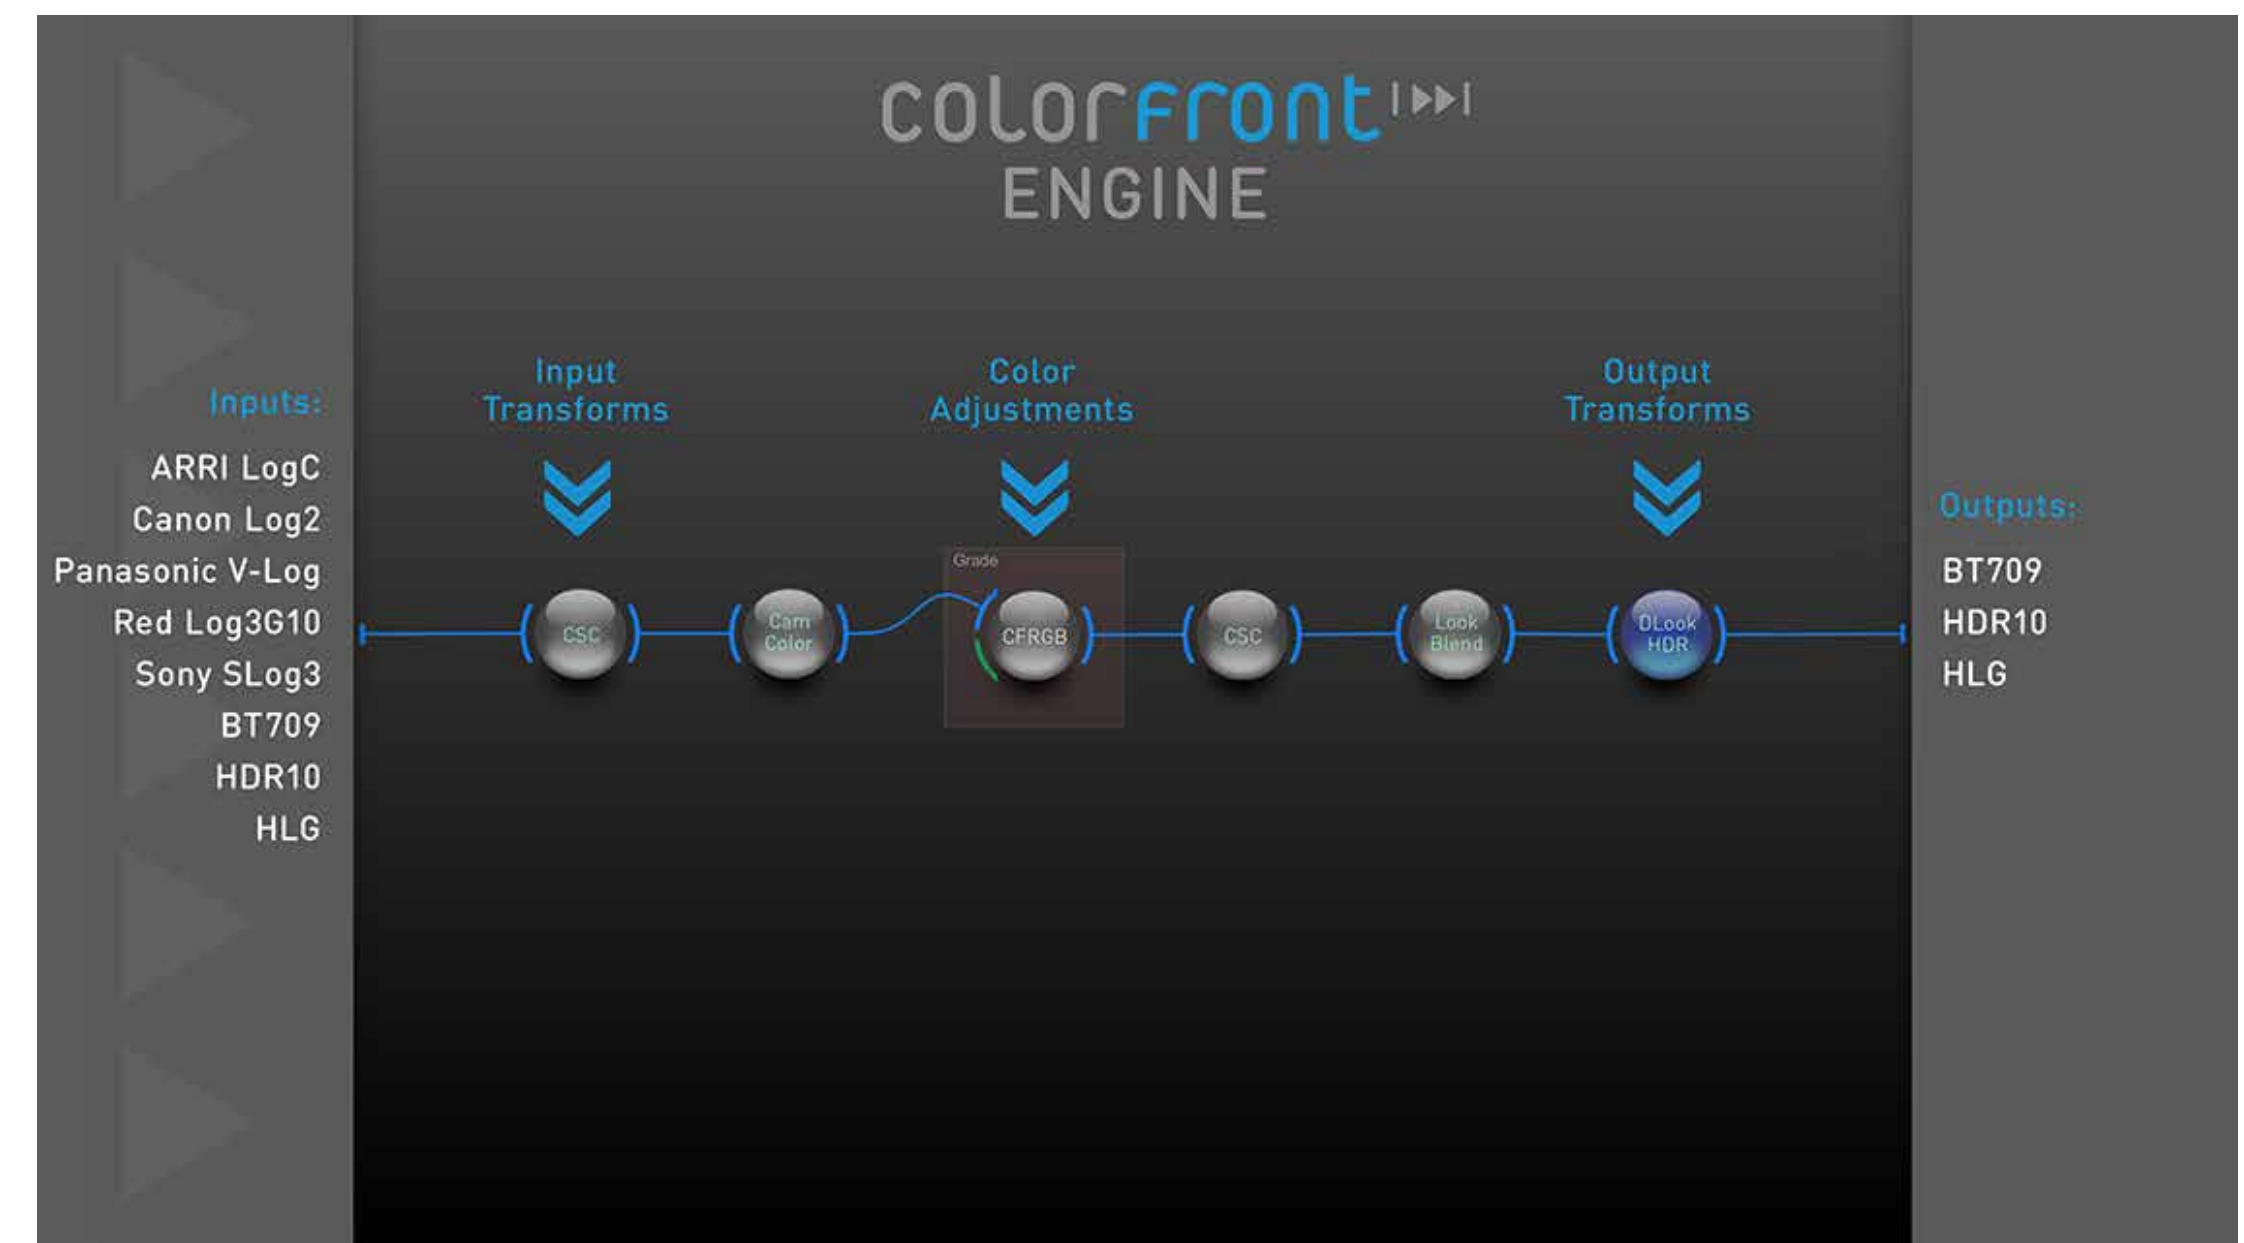 colorfront
ENGINE
Inputs:
ARRI LogC
Canon Log2
Panasonic V-Log
Red Log3G10
Sony SLog3
BT709
HDR10
HLG
Input
Transforms
Color
Adjustments
Output
Transforms
Grade
CSC
Cam
Color
CFRGB
CSC
Look
Blend
DLook
HDR
Outputs:
BT709
HDR10
HLG